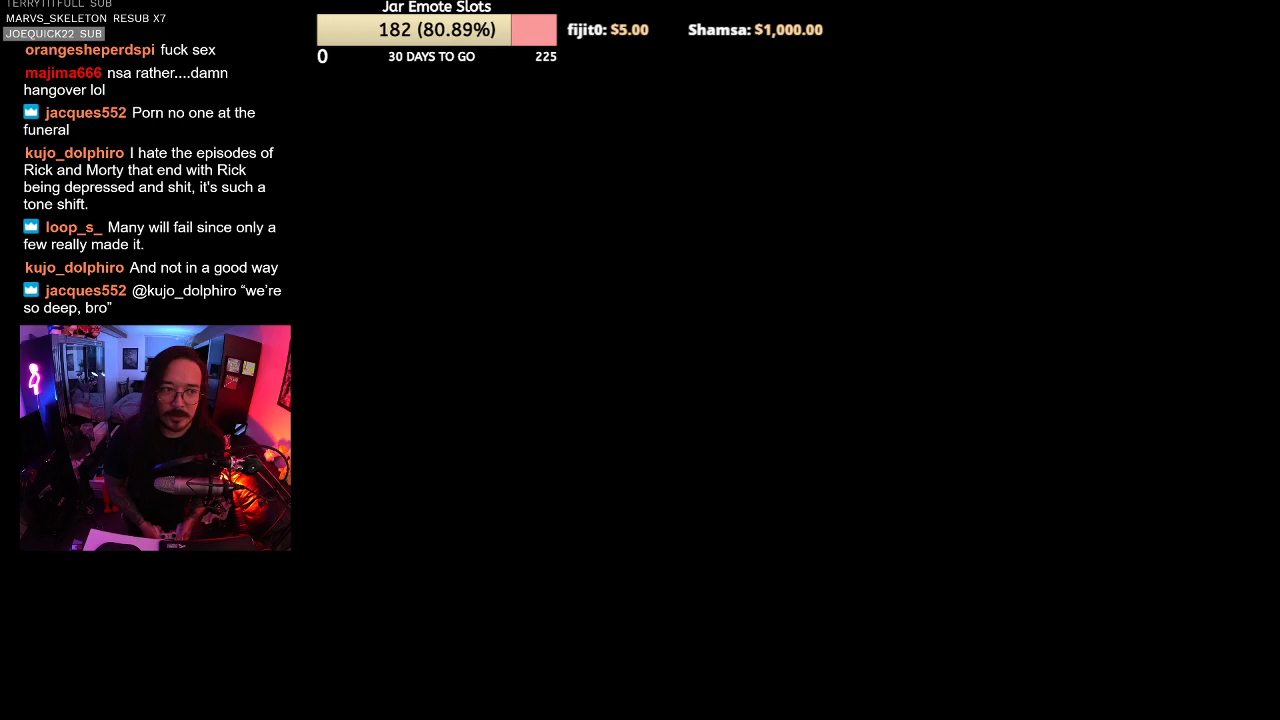 TERRYTITFULL SUB
MARVS_SKELETON RESUB X7
JOEQUICK22 SUB
orangesheperdspi fuck sex
majima666 nsa rather....damn
hangover lol
jacques552 Porn no one at the
funeral
kujo_dolphiro I hate the episodes of
Rick and Morty that end with Rick
being depressed and shit, it's such a
tone shift.
loop_s_ Many will fail since only a
few really made it.
kujo_dolphiro And not in a good way
jacques552 @kujo_dolphiro “we’re
so deep, bro”
Jar Emote Slots
182 (80.89%)
0 30 DAYS TO GO 225
fijit0: $5.00 Shamsa: $1,000.00